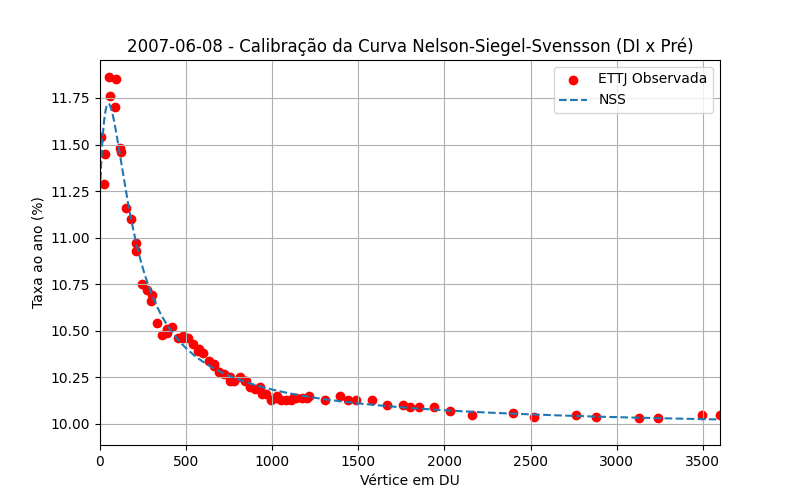 2007-06-08 - Calibração da Curva Nelson-Siegel-Svensson (DI x Pré)
ETTJ Observada
NSS
Taxa ao ano (%)
11.75
11.50
11.25
11.00
10.75
10.50
10.25
10.00
0 500 1000 1500 2000 2500 3000 3500
Vértice em DU